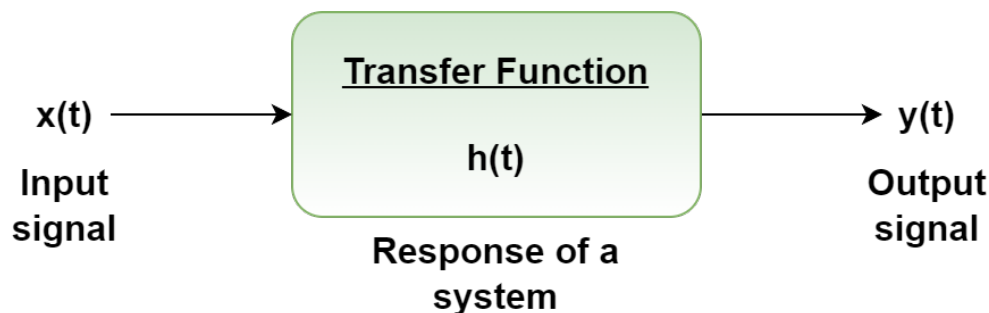 Transfer Function
x(t)
h(t)
y(t)
Input
signal
Response of a
system
Output
signal